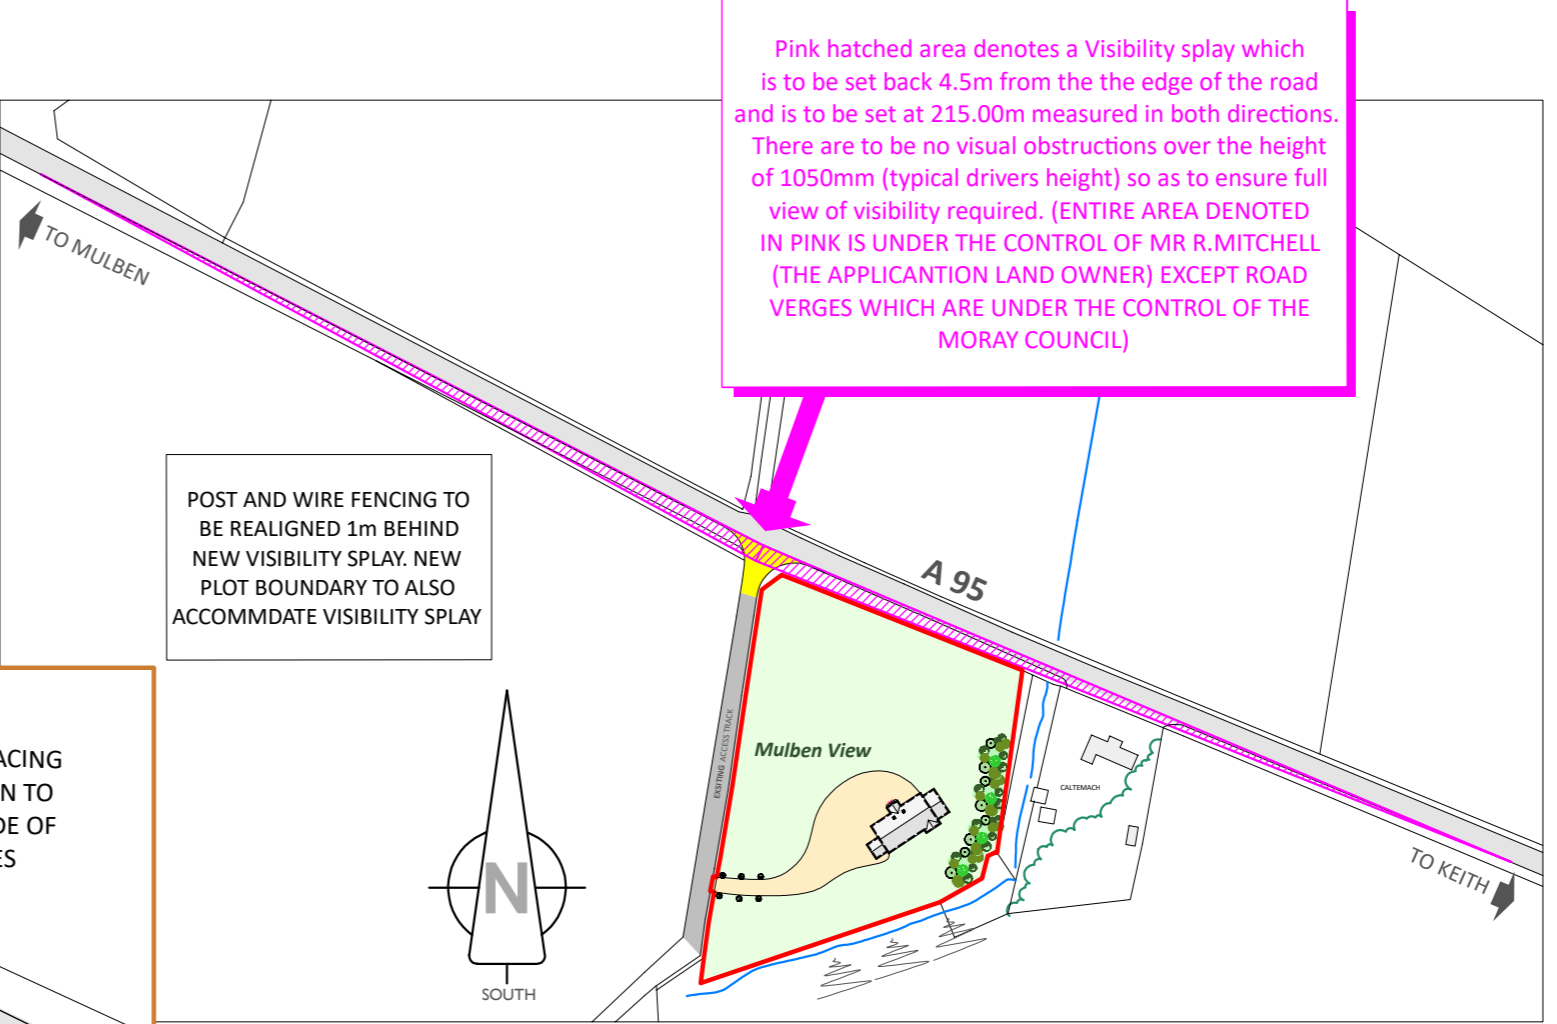 Pink hatched area denotes a Visibility splay which
is to be set back 4.5m from the the edge of the road
and is to be set at 215.00m measured in both directions.
There are to be no visual obstructions over the height
of 1050mm (typical drivers height) so as to ensure full
view of visibility required. (ENTIRE AREA DENOTED
IN PINK IS UNDER THE CONTROL OF MR R.MITCHELL
(THE APPLICANTION LAND OWNER) EXCEPT ROAD
VERGES WHICH ARE UNDER THE CONTROL OF THE
MORAY COUNCIL)
TO MULBEN
POST AND WIRE FENCING TO
BE REALIGNED 1m BEHIND
NEW VISIBILITY SPLAY. NEW
PLOT BOUNDARY TO ALSO
ACCOMMDATE VISIBILITY SPLAY
A 95
ACING
N TO
DE OF
ES
EXSITING ACCESS TRACK
Mulben View
CALTEMACH
TO KEITH
N
SOUTH